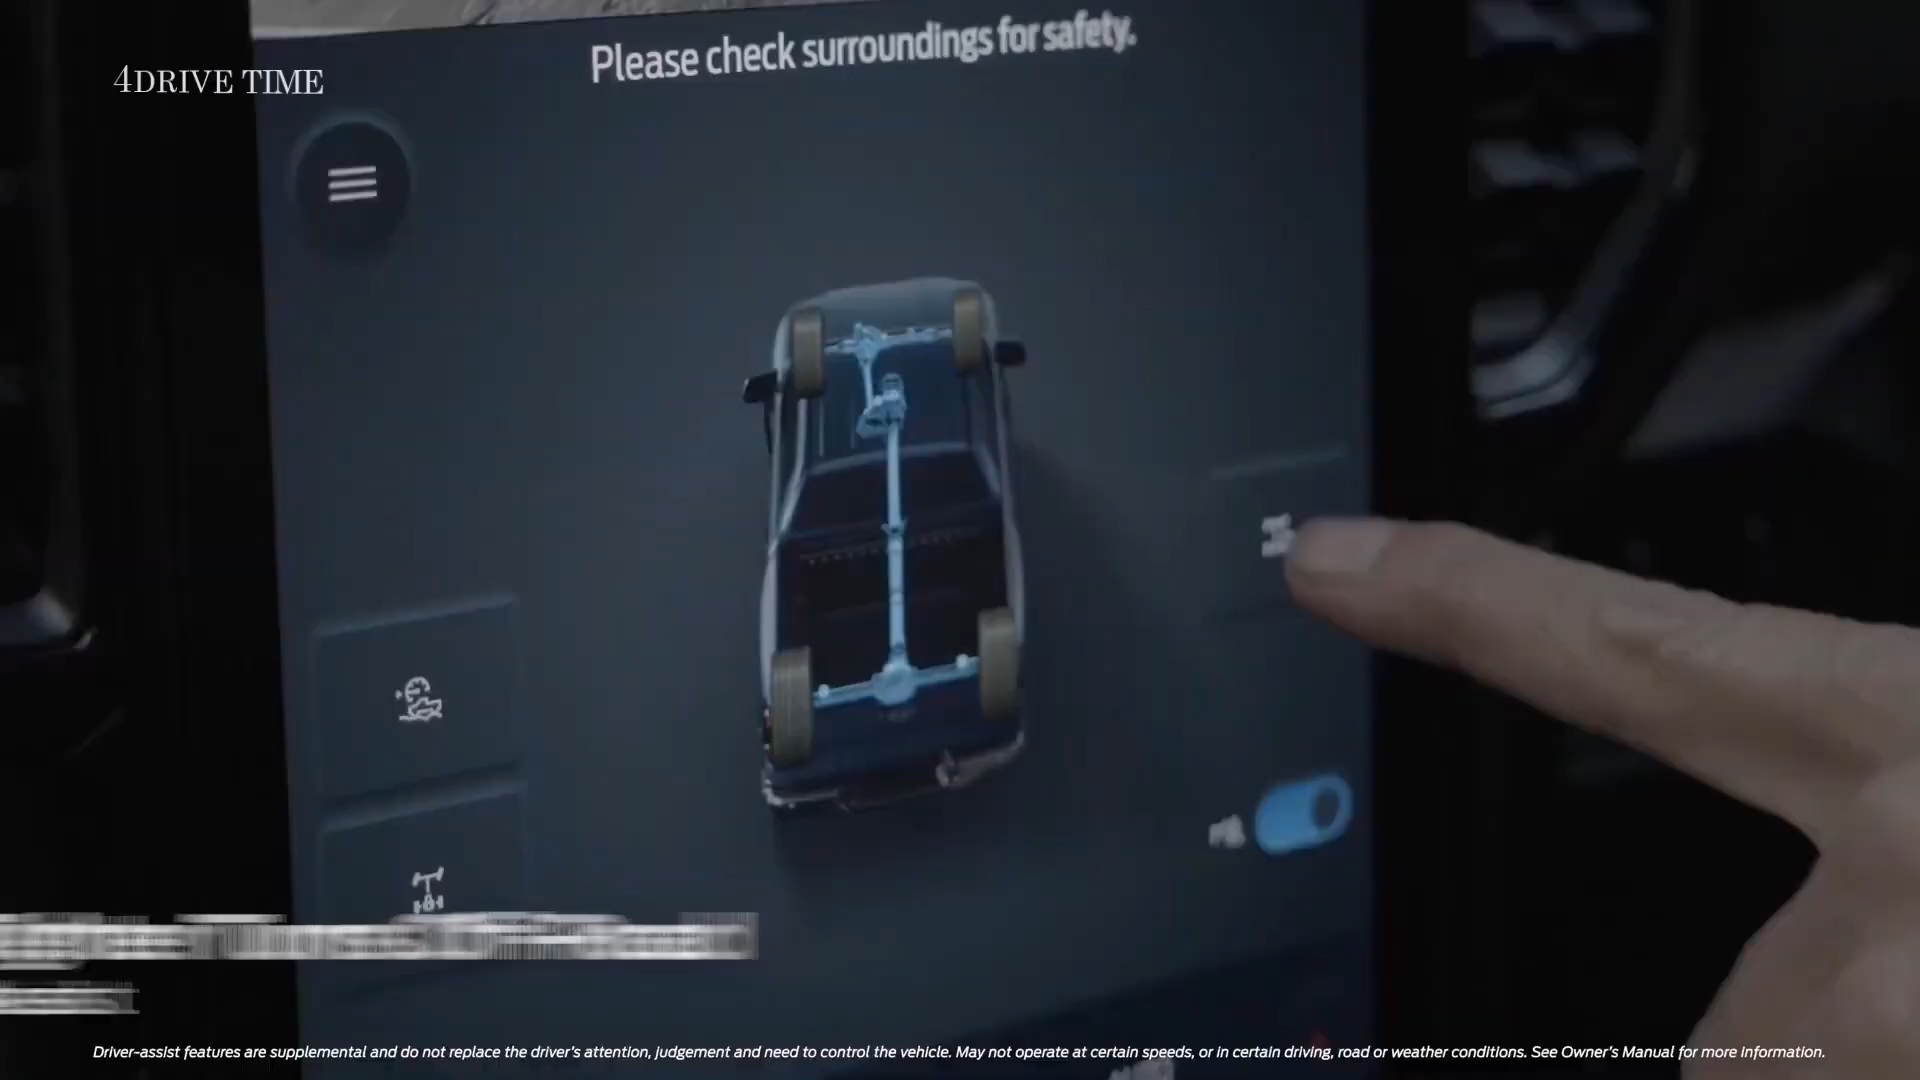 Please check surroundings for safety.
4DRIVE TIME
Driver-assist features are supplemental and do not replace the driver's attention, judgement and need to control the vehicle. May not operate at certain speeds, or in certain driving, road or weather conditions. See Owner's Manual for more information.